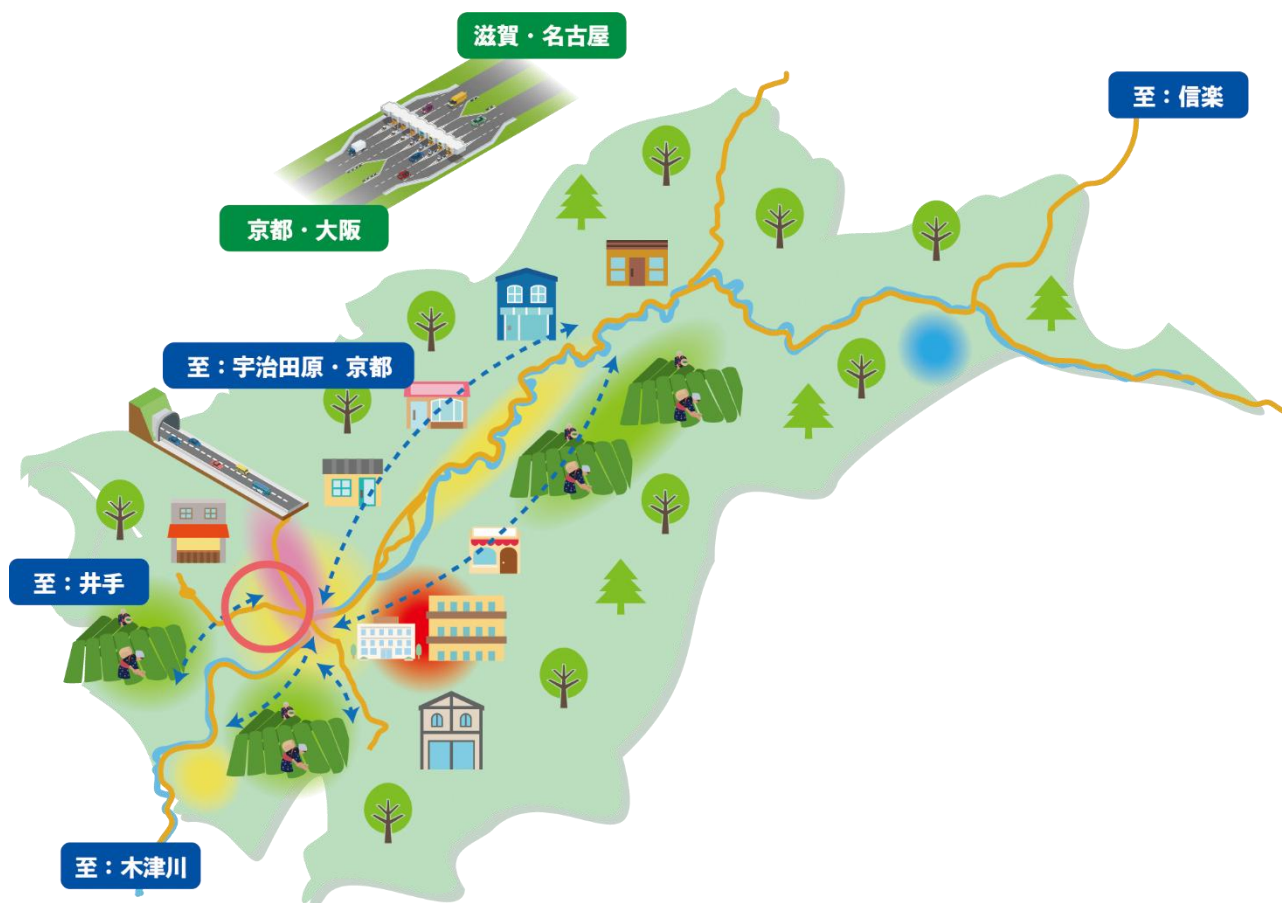 滋賀・名古屋
至：信楽
京都・大阪
至：宇治田原・京都
至：井手
至：木津川